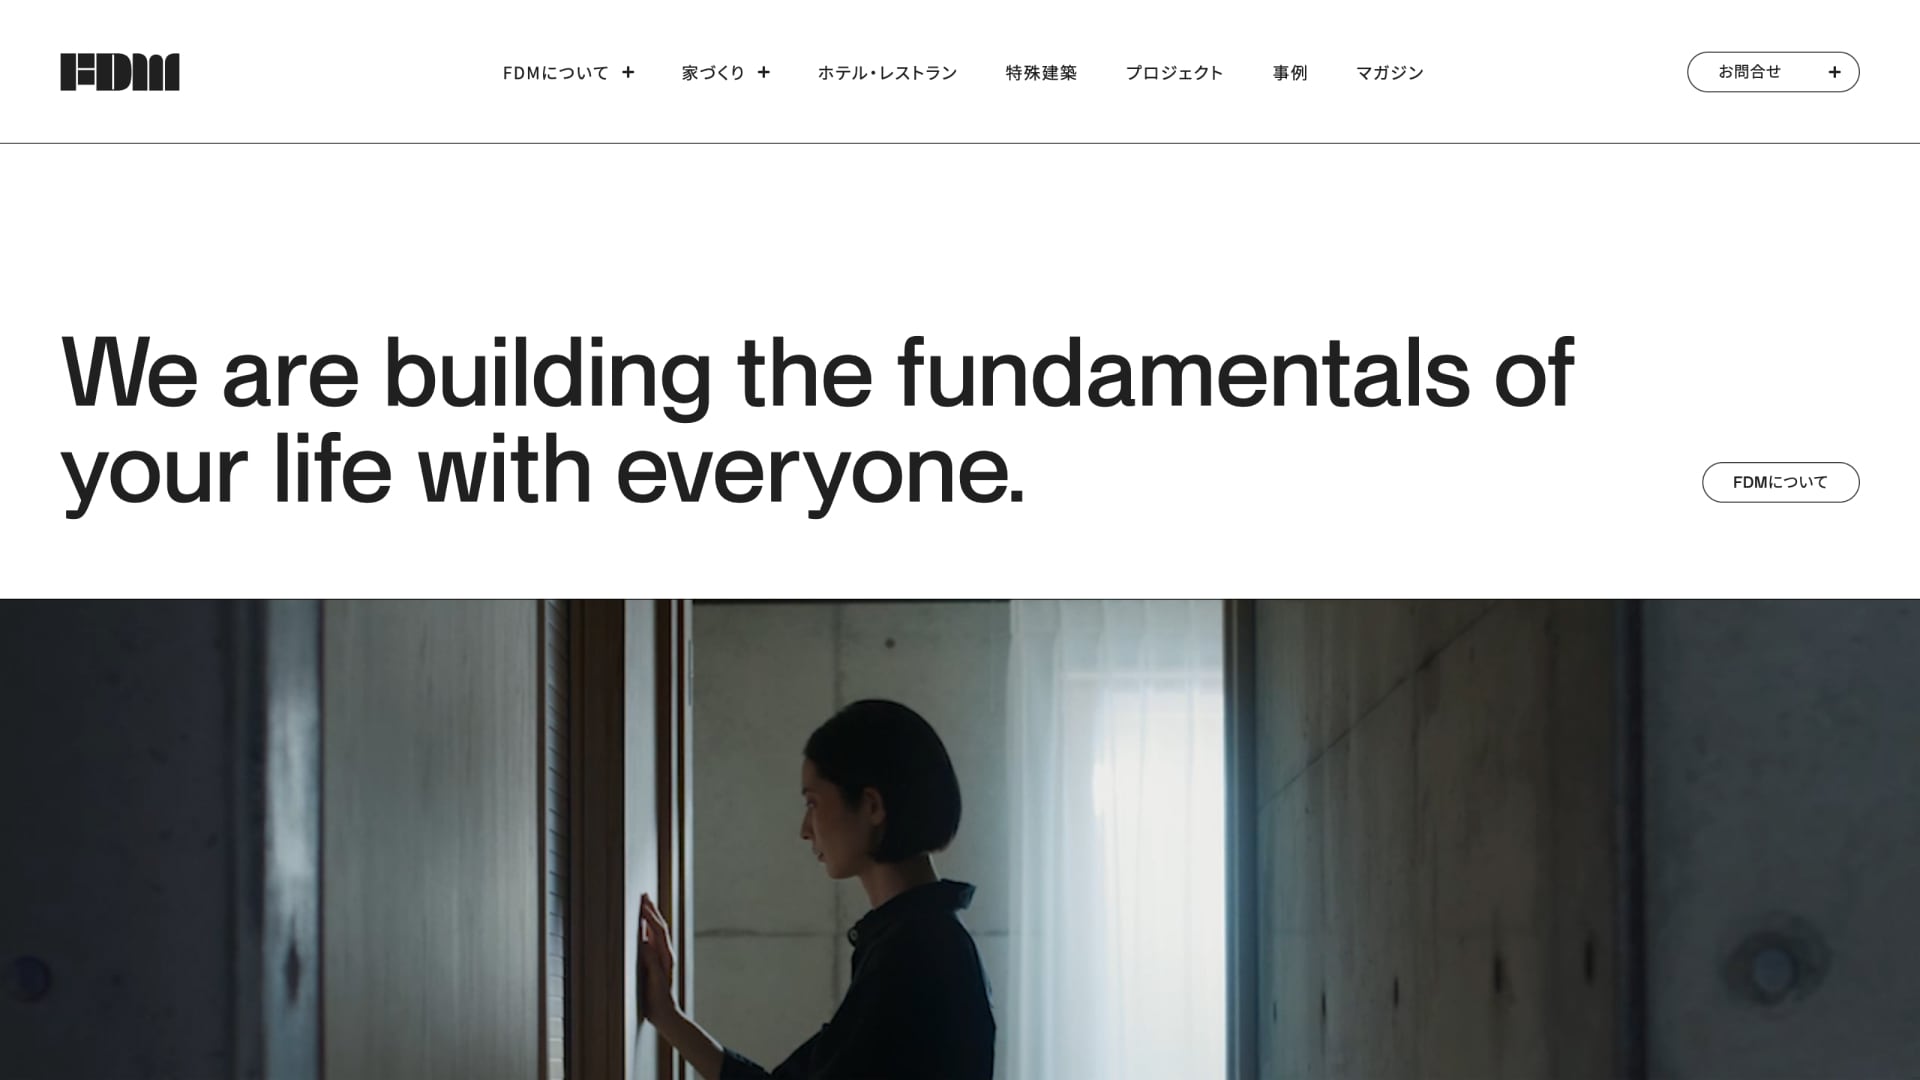 FDM
FDMについて +
家づくり +
ホテル・レストラン
特殊建築
プロジェクト
事例
マガジン
お問合せ +
We are building the fundamentals of
your life with everyone.
FDMについて